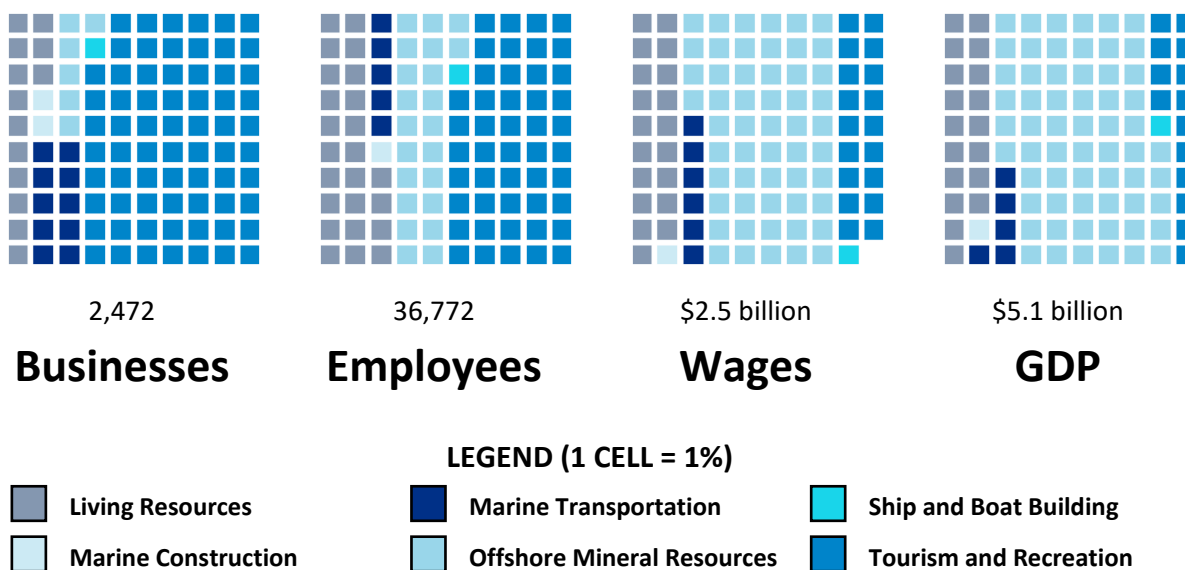 2,472 36,772 $2.5 billion $5.1 billion
Businesses Employees Wages GDP
LEGEND (1 CELL = 1%)
Living Resources Marine Transportation Ship and Boat Building
Marine Construction Offshore Mineral Resources Tourism and Recreation